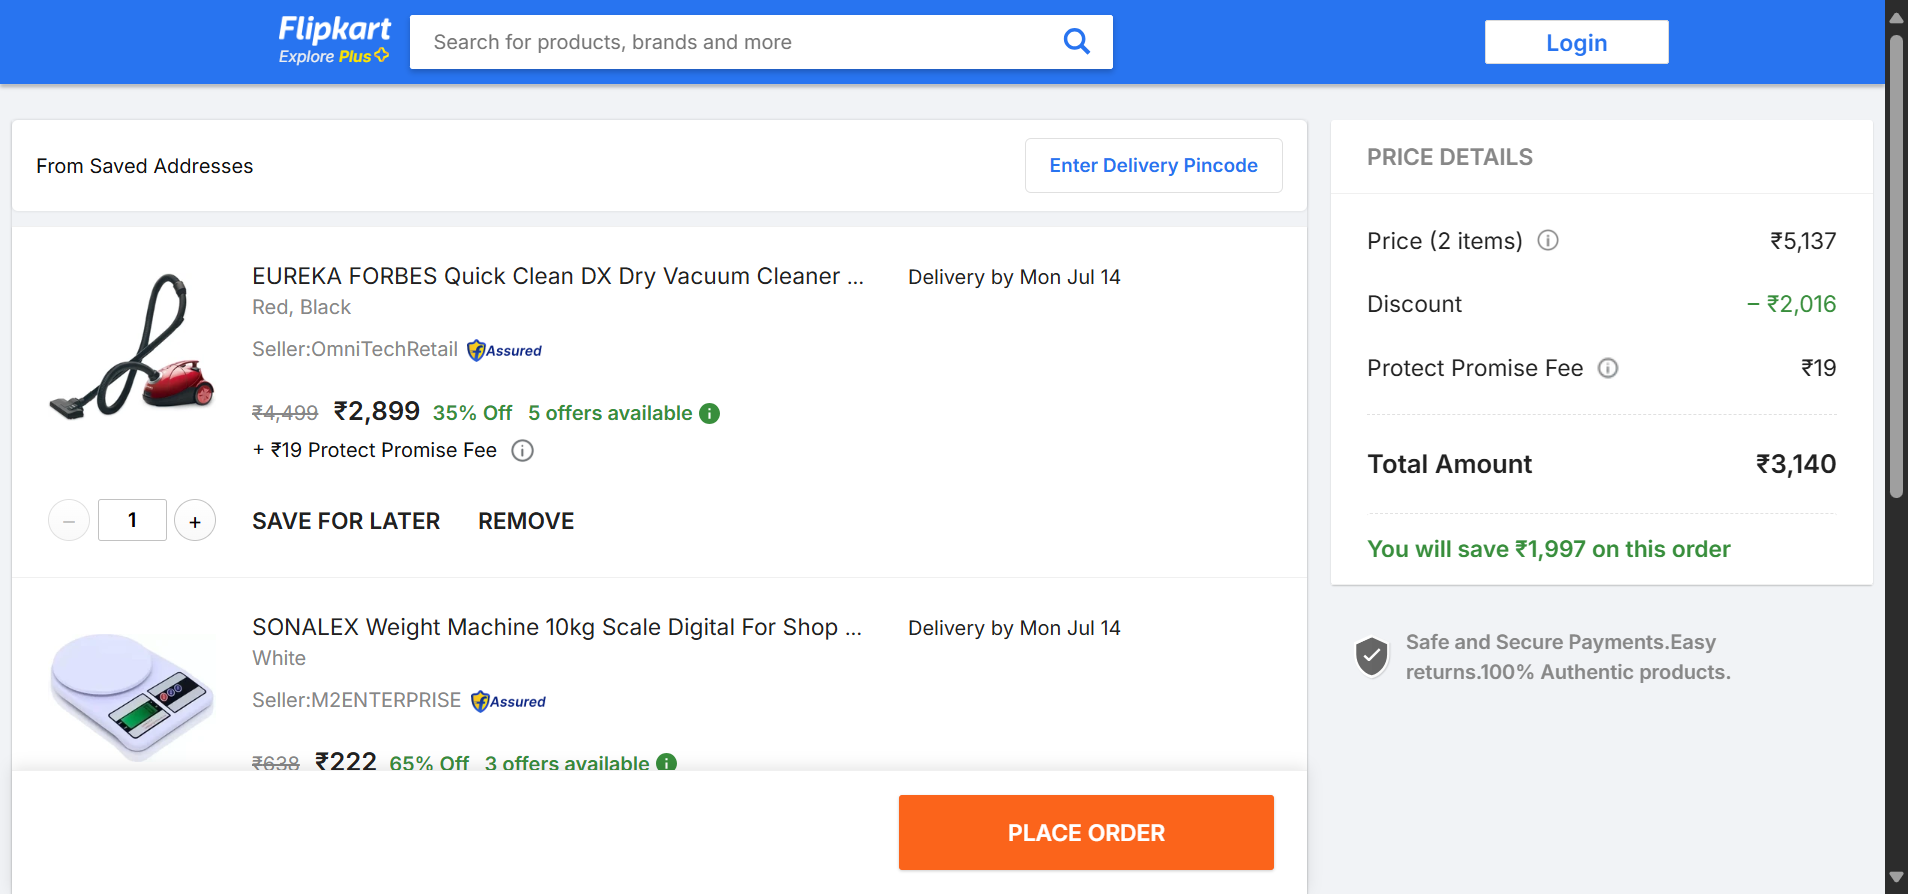 Flipkart
Explore Plus
Search for products, brands and more
Login
From Saved Addresses
Enter Delivery Pincode
EUREKA FORBES Quick Clean DX Dry Vacuum Cleaner ...
Delivery by Mon Jul 14
Red, Black
Seller:OmniTechRetail
Assured
₹4,499 ₹2,899 35% Off 5 offers available
+ ₹19 Protect Promise Fee
− 1 + SAVE FOR LATER REMOVE
SONALEX Weight Machine 10kg Scale Digital For Shop ...
Delivery by Mon Jul 14
White
Seller:M2ENTERPRISE
Assured
₹638 ₹222 65% Off 3 offers available
PLACE ORDER
PRICE DETAILS
Price (2 items) ₹5,137
Discount − ₹2,016
Protect Promise Fee ₹19
Total Amount ₹3,140
You will save ₹1,997 on this order
Safe and Secure Payments.Easy
returns.100% Authentic products.